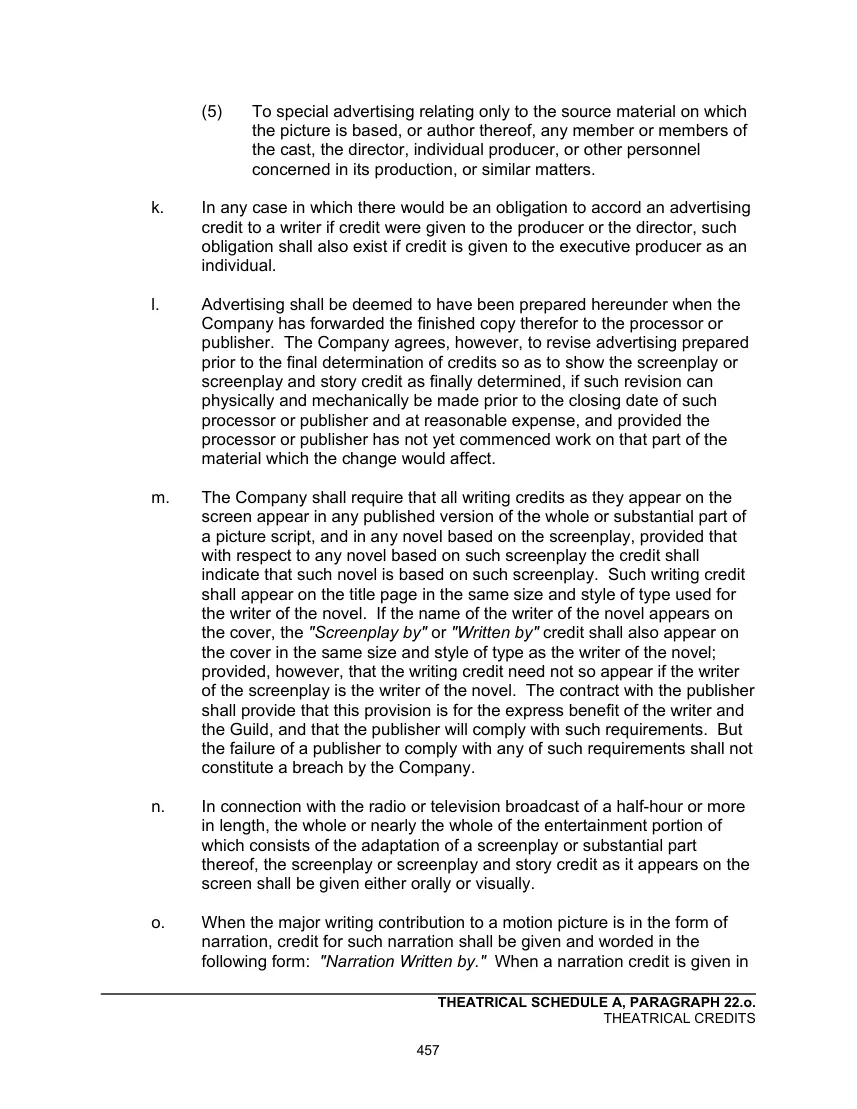 (5) To special advertising relating only to the source material on which
the picture is based, or author thereof, any member or members of
the cast, the director, individual producer, or other personnel
concerned in its production, or similar matters.
k. In any case in which there would be an obligation to accord an advertising
credit to a writer if credit were given to the producer or the director, such
obligation shall also exist if credit is given to the executive producer as an
individual.
l. Advertising shall be deemed to have been prepared hereunder when the
Company has forwarded the finished copy therefor to the processor or
publisher. The Company agrees, however, to revise advertising prepared
prior to the final determination of credits so as to show the screenplay or
screenplay and story credit as finally determined, if such revision can
physically and mechanically be made prior to the closing date of such
processor or publisher and at reasonable expense, and provided the
processor or publisher has not yet commenced work on that part of the
material which the change would affect.
m. The Company shall require that all writing credits as they appear on the
screen appear in any published version of the whole or substantial part of
a picture script, and in any novel based on the screenplay, provided that
with respect to any novel based on such screenplay the credit shall
indicate that such novel is based on such screenplay. Such writing credit
shall appear on the title page in the same size and style of type used for
the writer of the novel. If the name of the writer of the novel appears on
the cover, the "Screenplay by" or "Written by" credit shall also appear on
the cover in the same size and style of type as the writer of the novel;
provided, however, that the writing credit need not so appear if the writer
of the screenplay is the writer of the novel. The contract with the publisher
shall provide that this provision is for the express benefit of the writer and
the Guild, and that the publisher will comply with such requirements. But
the failure of a publisher to comply with any of such requirements shall not
constitute a breach by the Company.
n. In connection with the radio or television broadcast of a half-hour or more
in length, the whole or nearly the whole of the entertainment portion of
which consists of the adaptation of a screenplay or substantial part
thereof, the screenplay or screenplay and story credit as it appears on the
screen shall be given either orally or visually.
o. When the major writing contribution to a motion picture is in the form of
narration, credit for such narration shall be given and worded in the
following form: "Narration Written by." When a narration credit is given in
THEATRICAL SCHEDULE A, PARAGRAPH 22.o.
THEATRICAL CREDITS
457